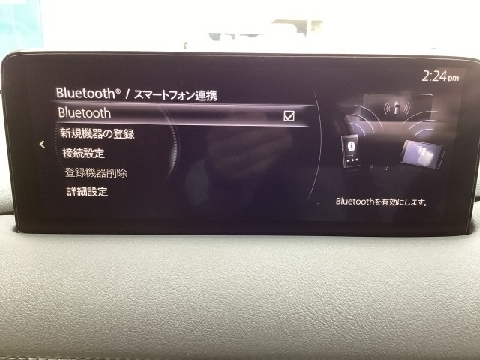 2:24pm
Bluetooth® / スマートフォン連携
Bluetooth
新規機器の登録
接続設定
登録機器削除
詳細設定
Bluetoothを有効にします。